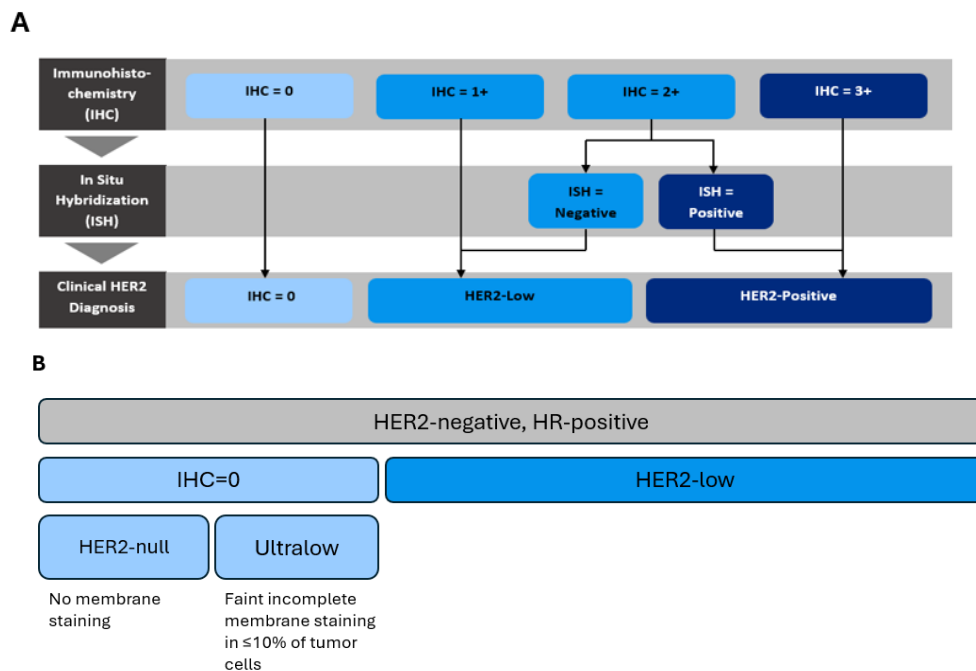 A
Immunohisto-
chemistry
(IHC)
IHC = 0
IHC = 1+
IHC = 2+
IHC = 3+
In Situ
Hybridization
(ISH)
ISH =
Negative
ISH =
Positive
Clinical HER2
Diagnosis
IHC = 0
HER2-Low
HER2-Positive
B
HER2-negative, HR-positive
IHC=0
HER2-low
HER2-null
Ultralow
No membrane
staining
Faint incomplete
membrane staining
in ≤10% of tumor
cells